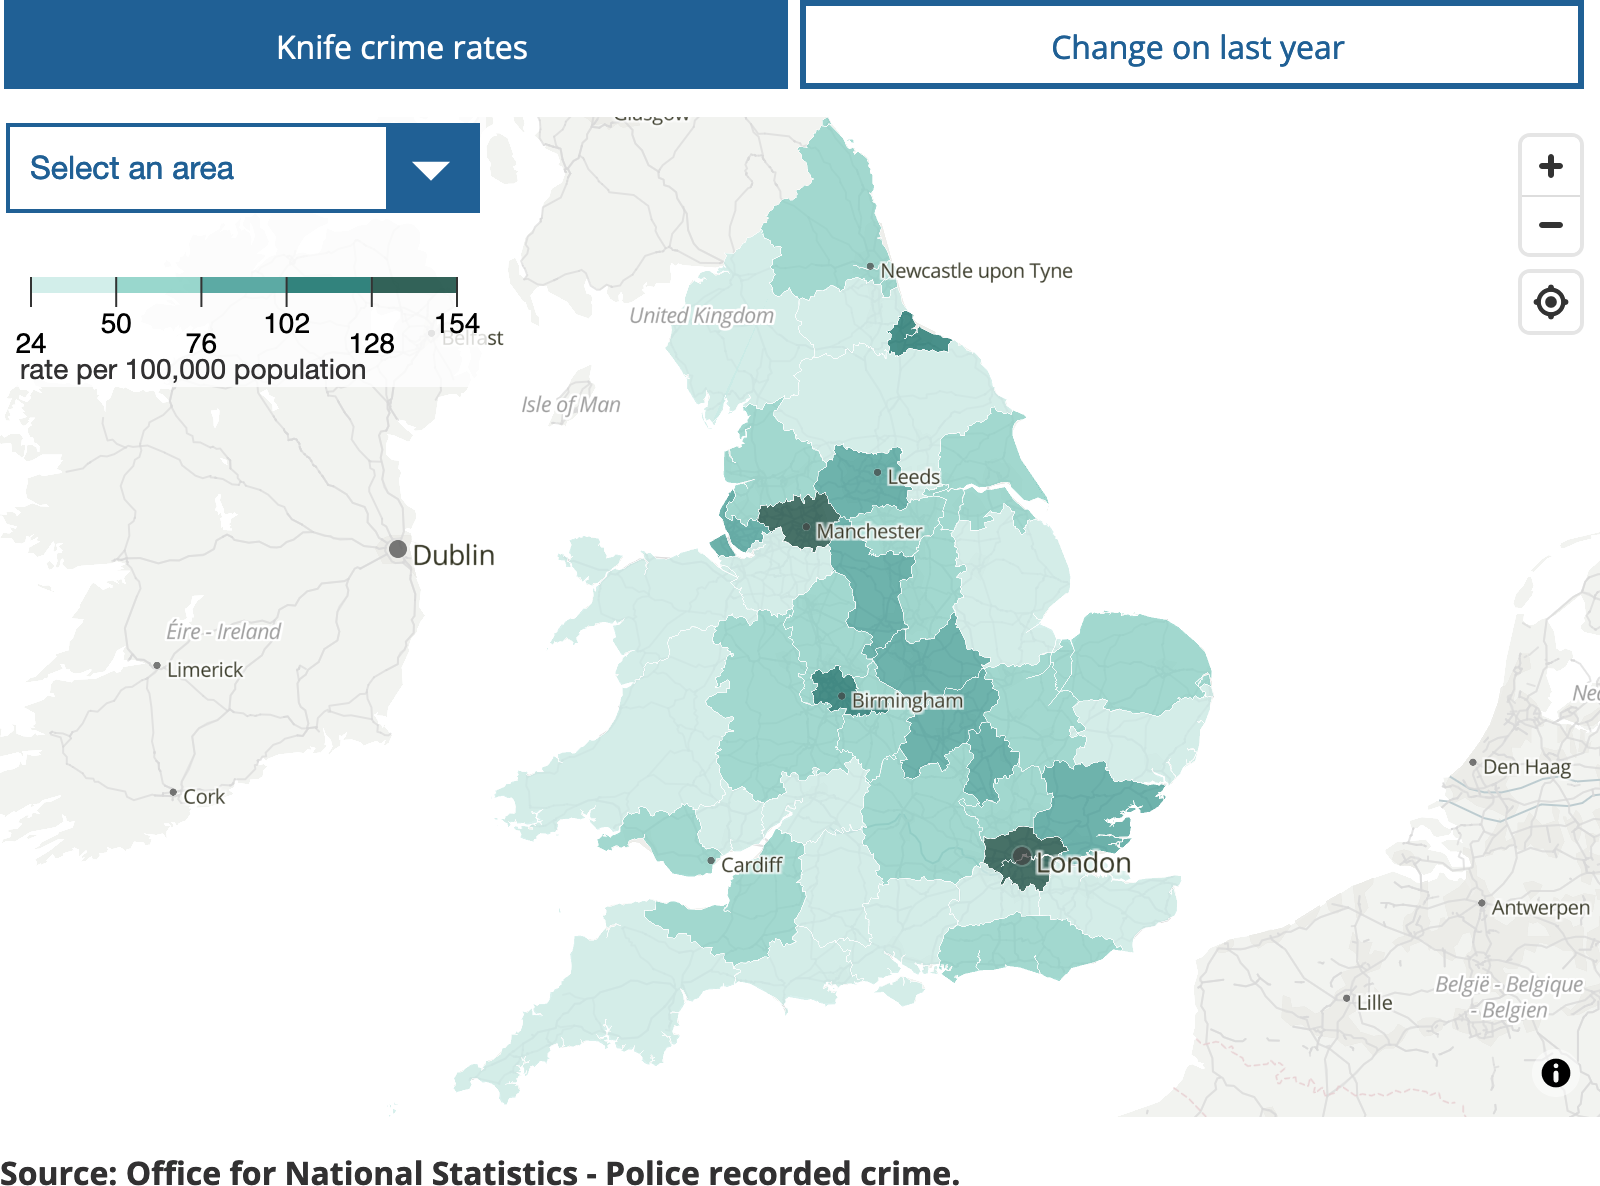 Knife crime rates
Change on last year
Glasgow
Select an area
Newcastle upon Tyne
United Kingdom
50
102
154
24
76
128
Belfast
rate per 100,000 population
Isle of Man
Leeds
Manchester
Dublin
Éire - Ireland
Limerick
Birmingham
Cork
Den Haag
Cardiff
London
Antwerpen
België - Belgique
- Belgien
Lille
Source: Office for National Statistics - Police recorded crime.